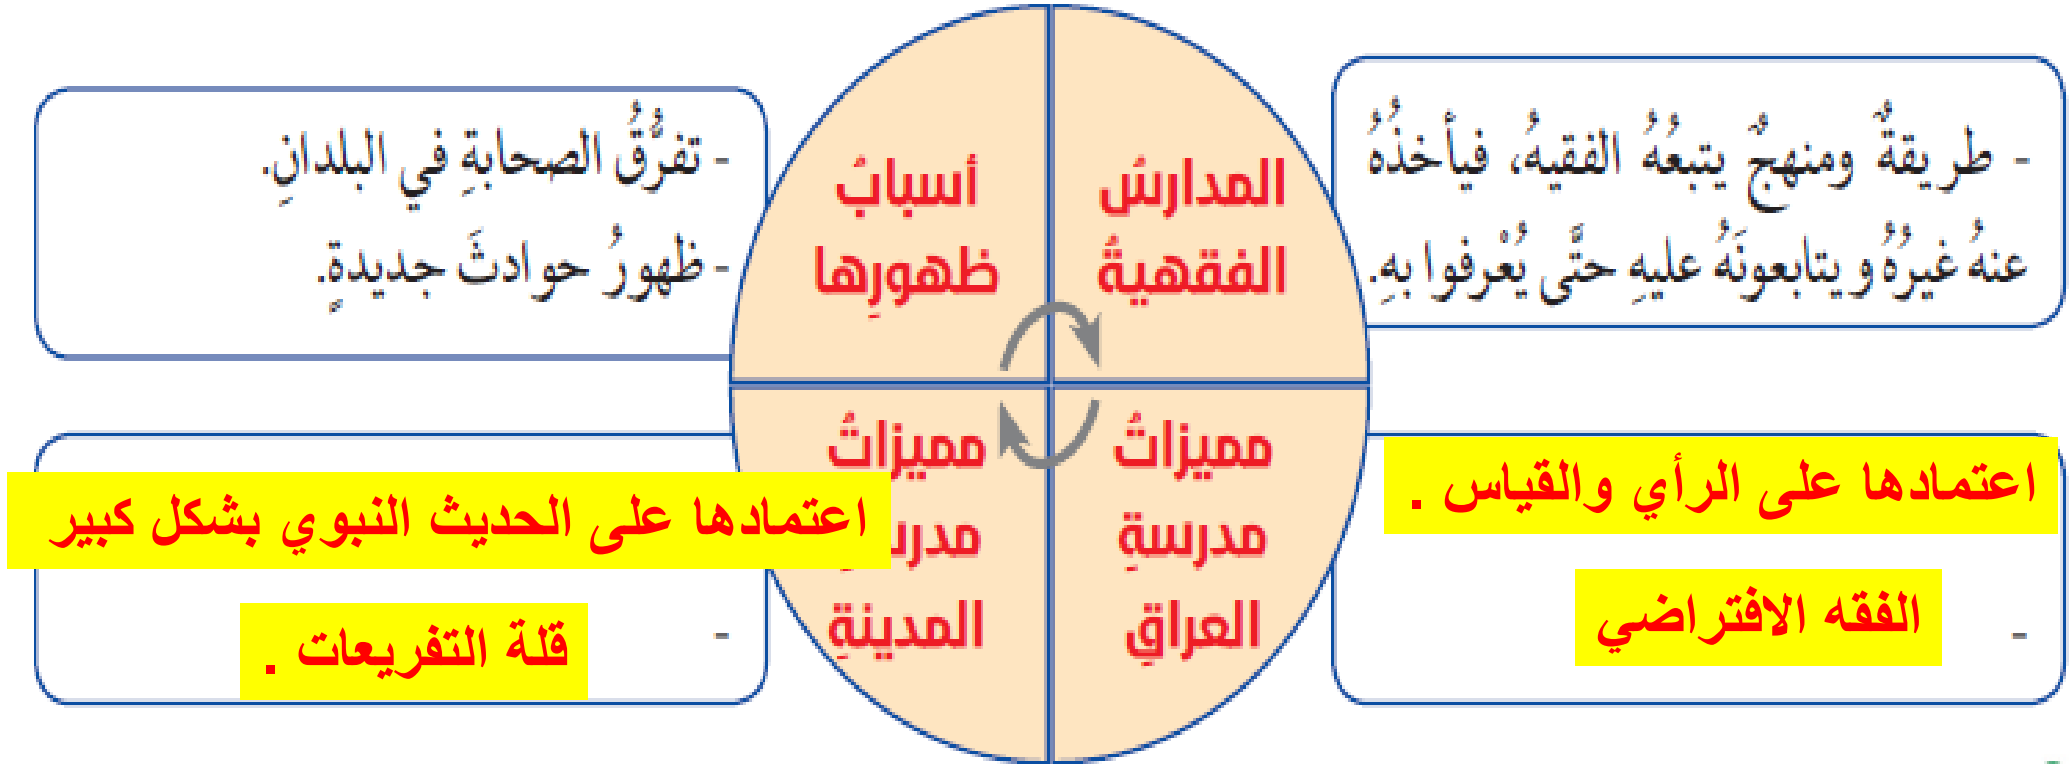 المدارسُ
الفقهيةُ
- طريقةٌ ومنهجٌ يتبعُهُ الفقيهُ، فيأخذُهُ
عنهُ غيرُهُ ويتابعونَهُ عليهِ حتَّى يُعْرفوا بهِ.
أسبابُ
ظهورِها
- تفرُّقُ الصحابةِ في البلدانِ.
- ظهورُ حوادثَ جديدةٍ.
مميزاتُ
مدرسةِ
العراقِ
اعتمادها على الرأي والقياس .
- الفقه الافتراضي
مميزاتُ
المدينةِ
اعتمادها على الحديث النبوي بشكل كبير
- قلة التفريعات .